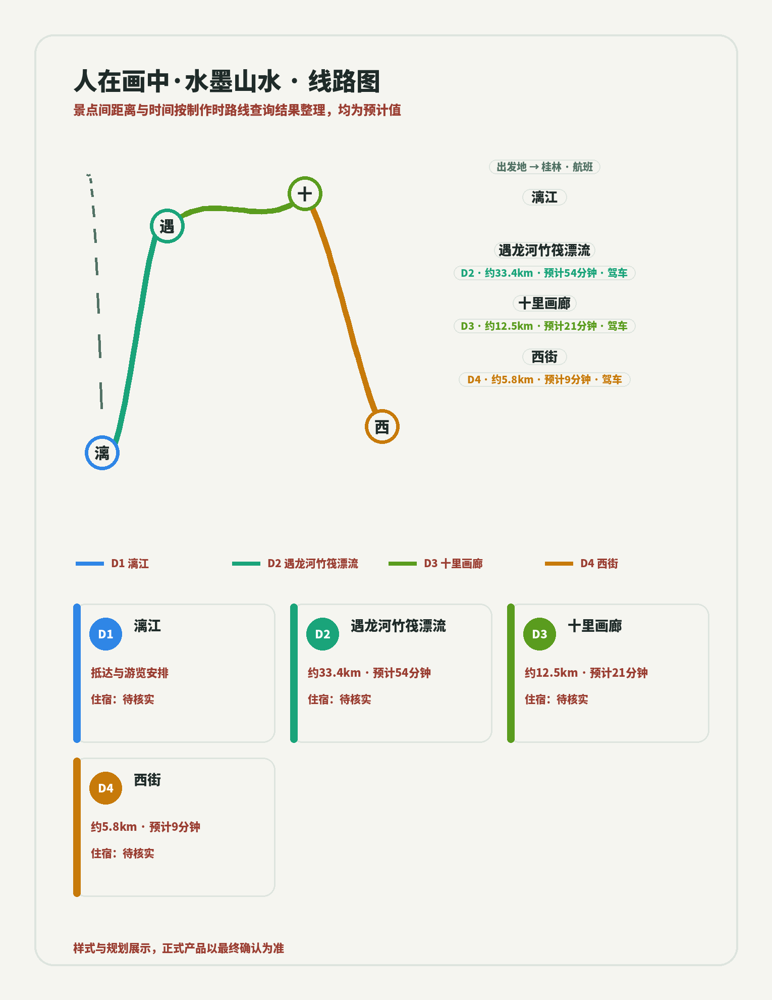 人在画中·水墨山水 · 线路图
景点间距离与时间按制作时路线查询结果整理，均为预计值
出发地 → 桂林 · 航班
漓江
十
遇
遇龙河竹筏漂流
D2 · 约33.4km · 预计54分钟 · 驾车
十里画廊
D3 · 约12.5km · 预计21分钟 · 驾车
西街
D4 · 约5.8km · 预计9分钟 · 驾车
西
漓
D1 漓江
D2 遇龙河竹筏漂流
D3 十里画廊
D4 西街
D1
漓江
抵达与游览安排
住宿：待核实
D2
遇龙河竹筏漂流
约33.4km · 预计54分钟
住宿：待核实
D3
十里画廊
约12.5km · 预计21分钟
住宿：待核实
D4
西街
约5.8km · 预计9分钟
住宿：待核实
样式与规划展示，正式产品以最终确认为准